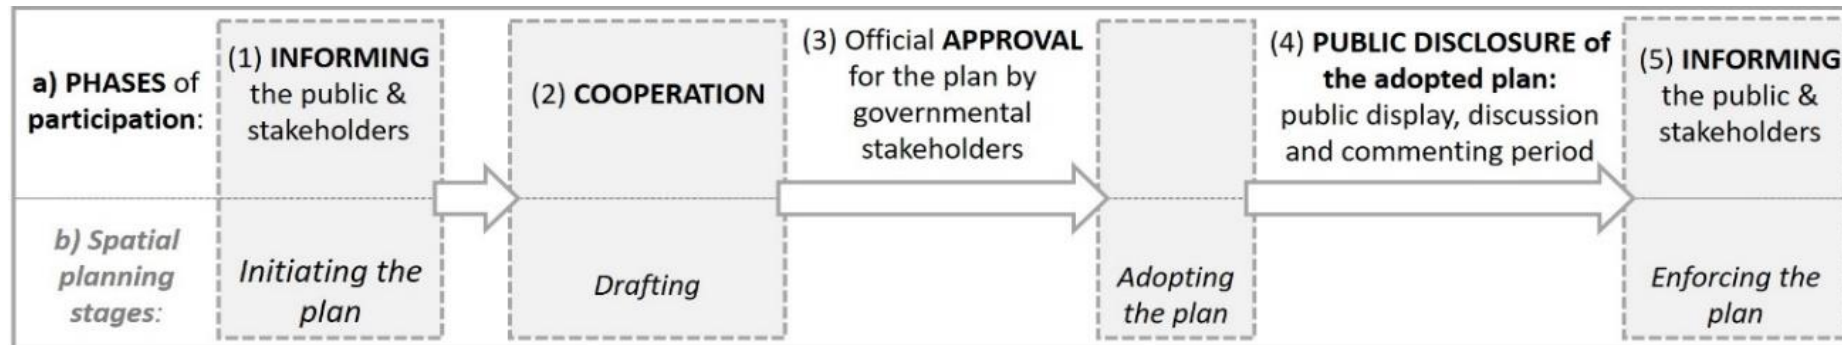 a) PHASES of
participation:
(1) INFORMING
the public &
stakeholders
(2) COOPERATION
(3) Official APPROVAL
for the plan by
governmental
stakeholders
(4) PUBLIC DISCLOSURE of
the adopted plan:
public display, discussion
and commenting period
(5) INFORMING
the public &
stakeholders
b) Spatial
planning
stages:
Initiating the
plan
Drafting
Adopting
the plan
Enforcing the
plan